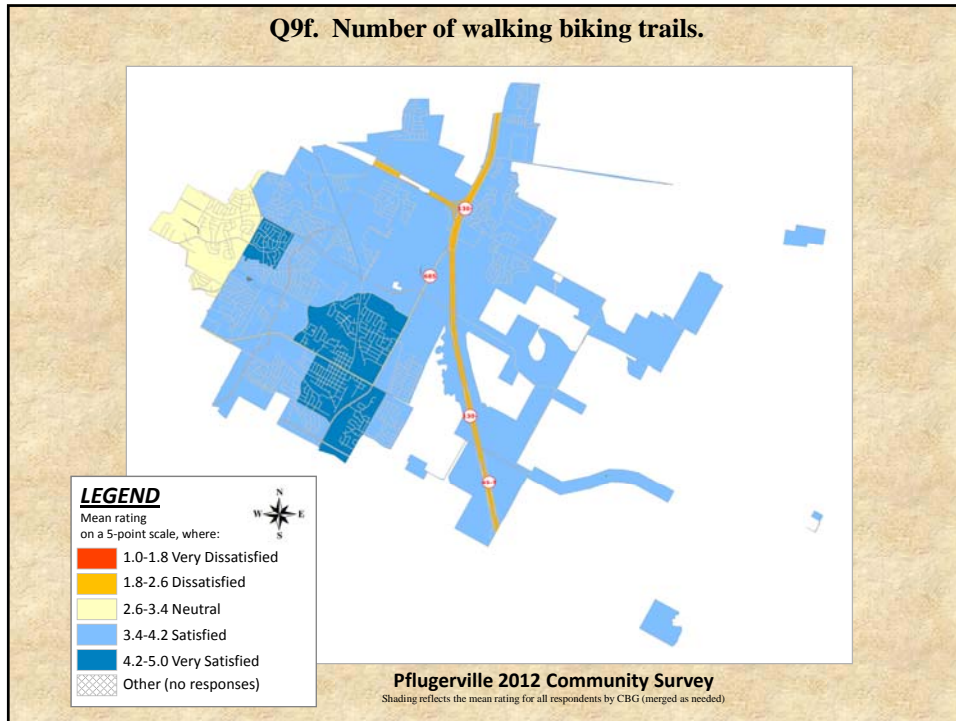 Q9f. Number of walking biking trails.
130
685
130
LEGEND
Mean rating
on a 5-point scale, where:
N
W E
S
1.0-1.8 Very Dissatisfied
1.8-2.6 Dissatisfied
2.6-3.4 Neutral
3.4-4.2 Satisfied
4.2-5.0 Very Satisfied
Other (no responses)
Pflugerville 2012 Community Survey
Shading reflects the mean rating for all respondents by CBG (merged as needed)